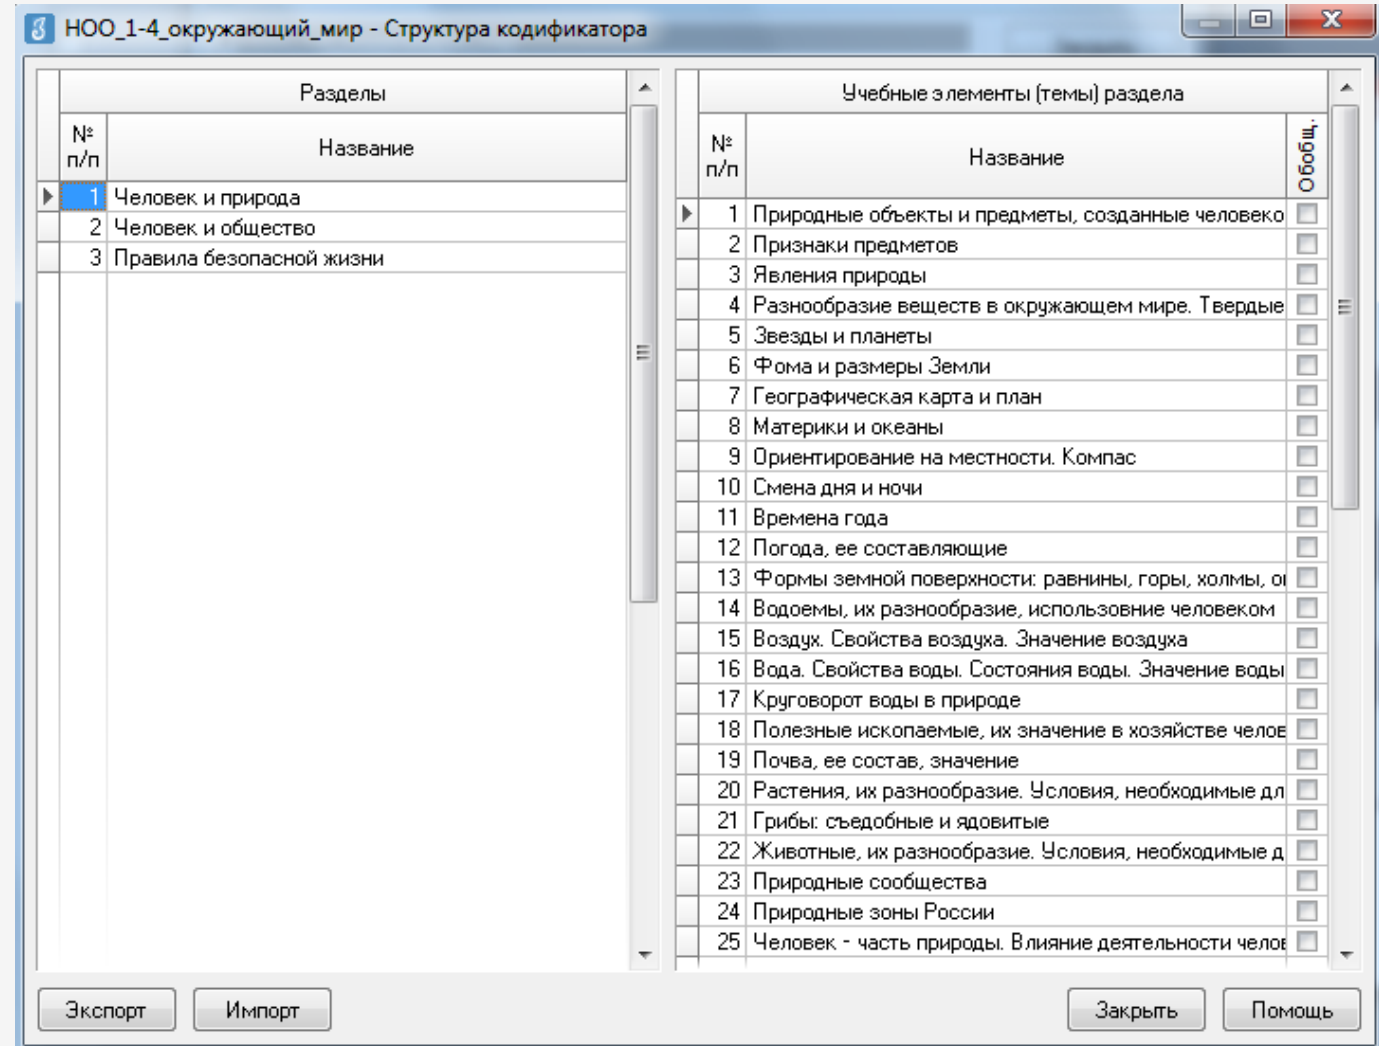 НОО_1-4_окружающий_мир - Структура кодификатора
Разделы
№ п/п Название
1 Человек и природа
2 Человек и общество
3 Правила безопасной жизни
Учебные элементы (темы) раздела
№ п/п Название Обобщ.
1 Природные объекты и предметы, созданные человеко
2 Признаки предметов
3 Явления природы
4 Разнообразие веществ в окружающем мире. Твердые
5 Звезды и планеты
6 Фома и размеры Земли
7 Географическая карта и план
8 Материки и океаны
9 Ориентирование на местности. Компас
10 Смена дня и ночи
11 Времена года
12 Погода, ее составляющие
13 Формы земной поверхности: равнины, горы, холмы, о
14 Водоемы, их разнообразие, использовние человеком
15 Воздух. Свойства воздуха. Значение воздуха
16 Вода. Свойства воды. Состояния воды. Значение воды
17 Круговорот воды в природе
18 Полезные ископаемые, их значение в хозяйстве челов
19 Почва, ее состав, значение
20 Растения, их разнообразие. Условия, необходимые дл
21 Грибы: съедобные и ядовитые
22 Животные, их разнообразие. Условия, необходимые д
23 Природные сообщества
24 Природные зоны России
25 Человек - часть природы. Влияние деятельности челов
Экспорт Импорт Закрыть Помощь